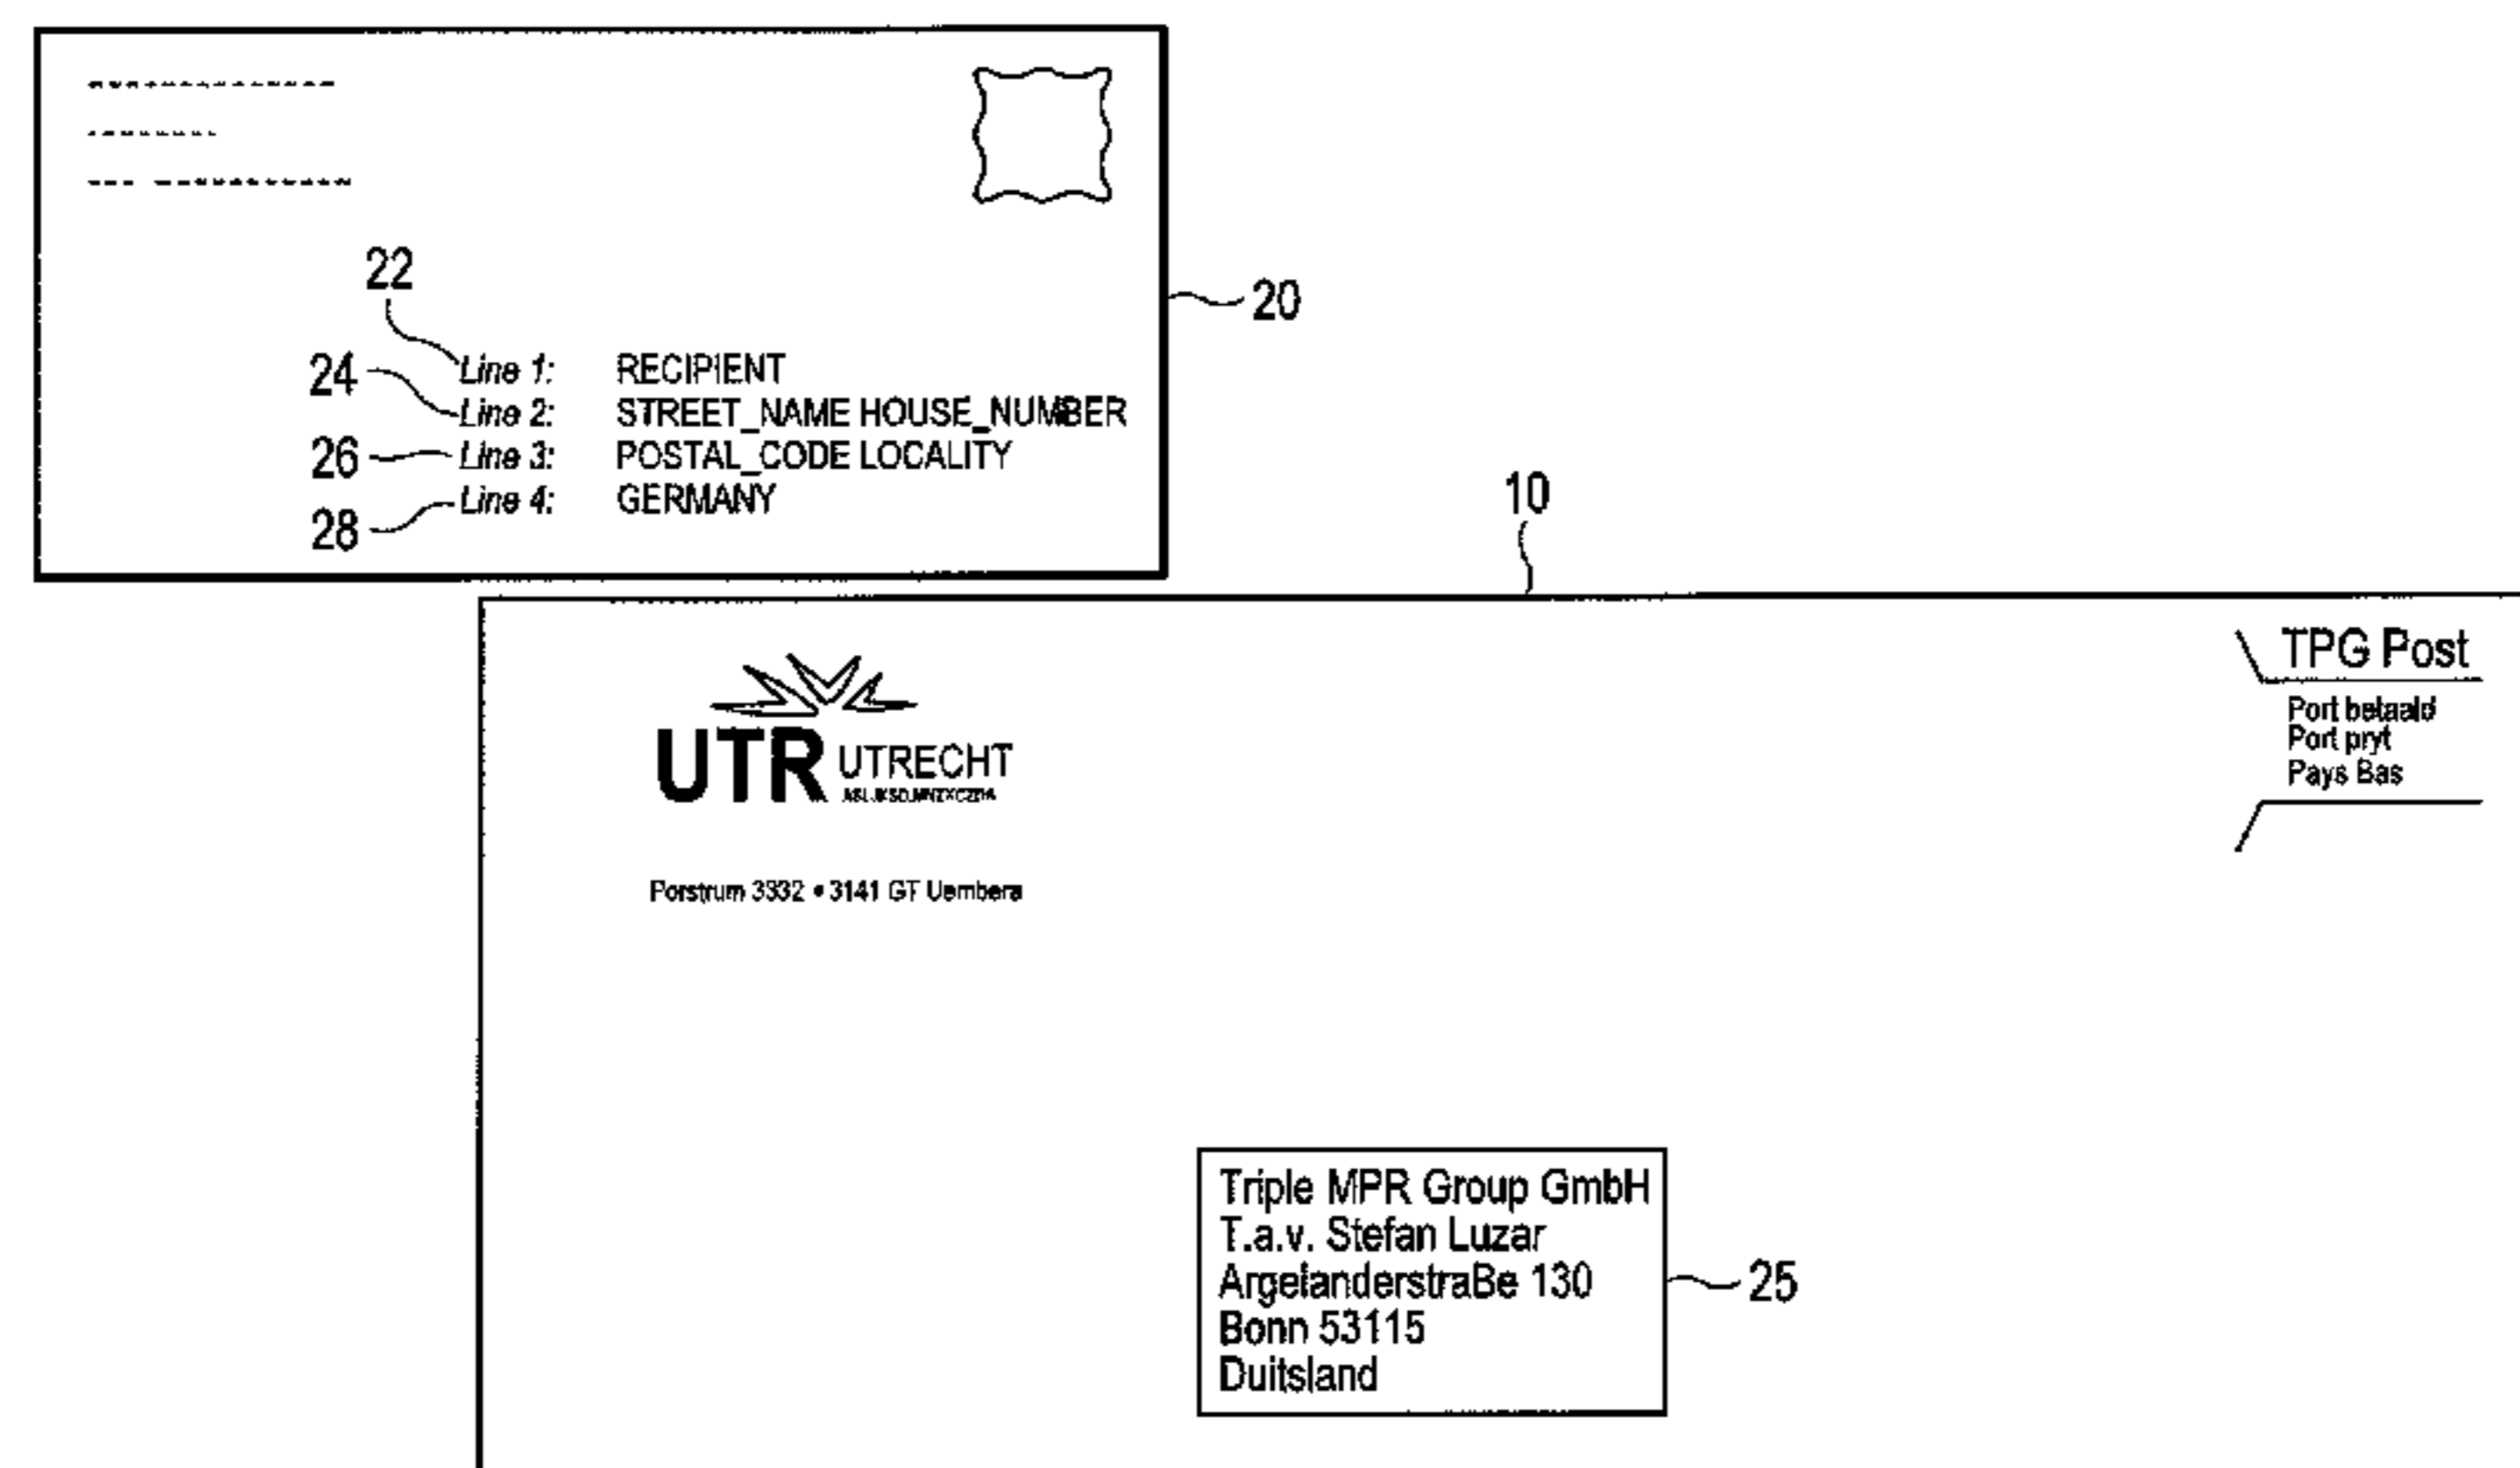 22
20
24 Line 1: RECIPIENT
Line 2: STREET_NAME HOUSE_NUMBER
26 Line 3: POSTAL_CODE LOCALITY
28 Line 4: GERMANY
10
TPG Post
Port betaald
Port pryt
Pays Bas
UTR UTRECHT
Porstrum 3332 • 3141 GT Uembera
Triple MPR Group GmbH
T.a.v. Stefan Luzar
ArgelanderstraBe 130
25
Bonn 53115
Duitsland